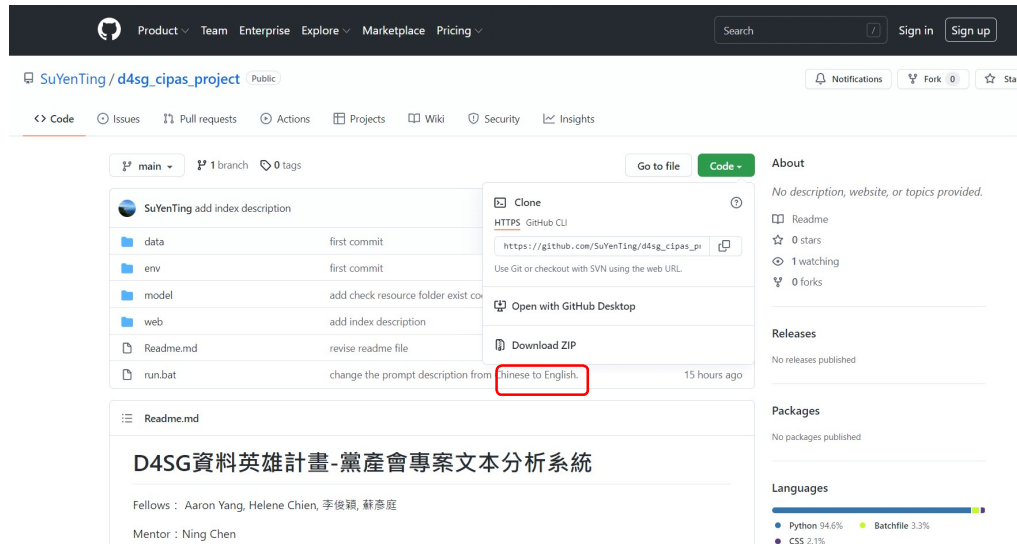 Product Team Enterprise Explore Marketplace Pricing Search / Sign in Sign up
SuYenTing / d4sg_cipas_project Public Notifications Fork 0
<> Code Issues Pull requests Actions Projects Wiki Security Insights
main 1 branch 0 tags Go to file Code
SuYenTing add index description
data first commit
env first commit
model add check resource folder exist
web add index description
Readme.md revise readme file
run.bat change the prompt description from Chinese to English. 15 hours ago
Clone
HTTPS GitHub CLI
https://github.com/SuYenTing/d4sg_cipas_p
Use Git or checkout with SVN using the web URL.
Open with GitHub Desktop
Download ZIP
Readme.md
D4SG資料英雄計畫-黨產會專案文本分析系統
Fellows： Aaron Yang, Helene Chien, 李俊穎, 蘇彥庭
Mentor：Ning Chen
About
No description, website, or topics provided.
Readme
0 stars
1 watching
0 forks
Releases
No releases published
Packages
No packages published
Languages
Python 94.6% Batchfile 3.3%
CSS 2.1%